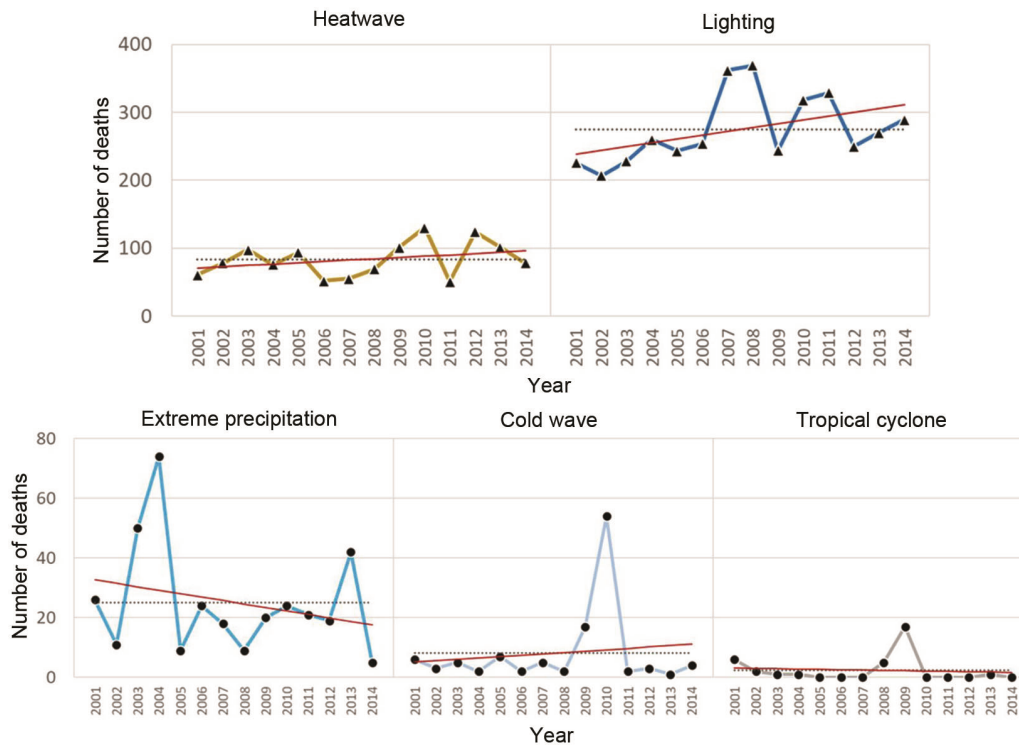 Heatwave
Lighting
Number of deaths
400
300
200
100
0
2001 2002 2003 2004 2005 2006 2007 2008 2009 2010 2011 2012 2013 2014
2001 2002 2003 2004 2005 2006 2007 2008 2009 2010 2011 2012 2013 2014
Year
Extreme precipitation
Cold wave
Tropical cyclone
Number of deaths
80
60
40
20
0
2001 2002 2003 2004 2005 2006 2007 2008 2009 2010 2011 2012 2013 2014
2001 2002 2003 2004 2005 2006 2007 2008 2009 2010 2011 2012 2013 2014
2001 2002 2003 2004 2005 2006 2007 2008 2009 2010 2011 2012 2013 2014
Year